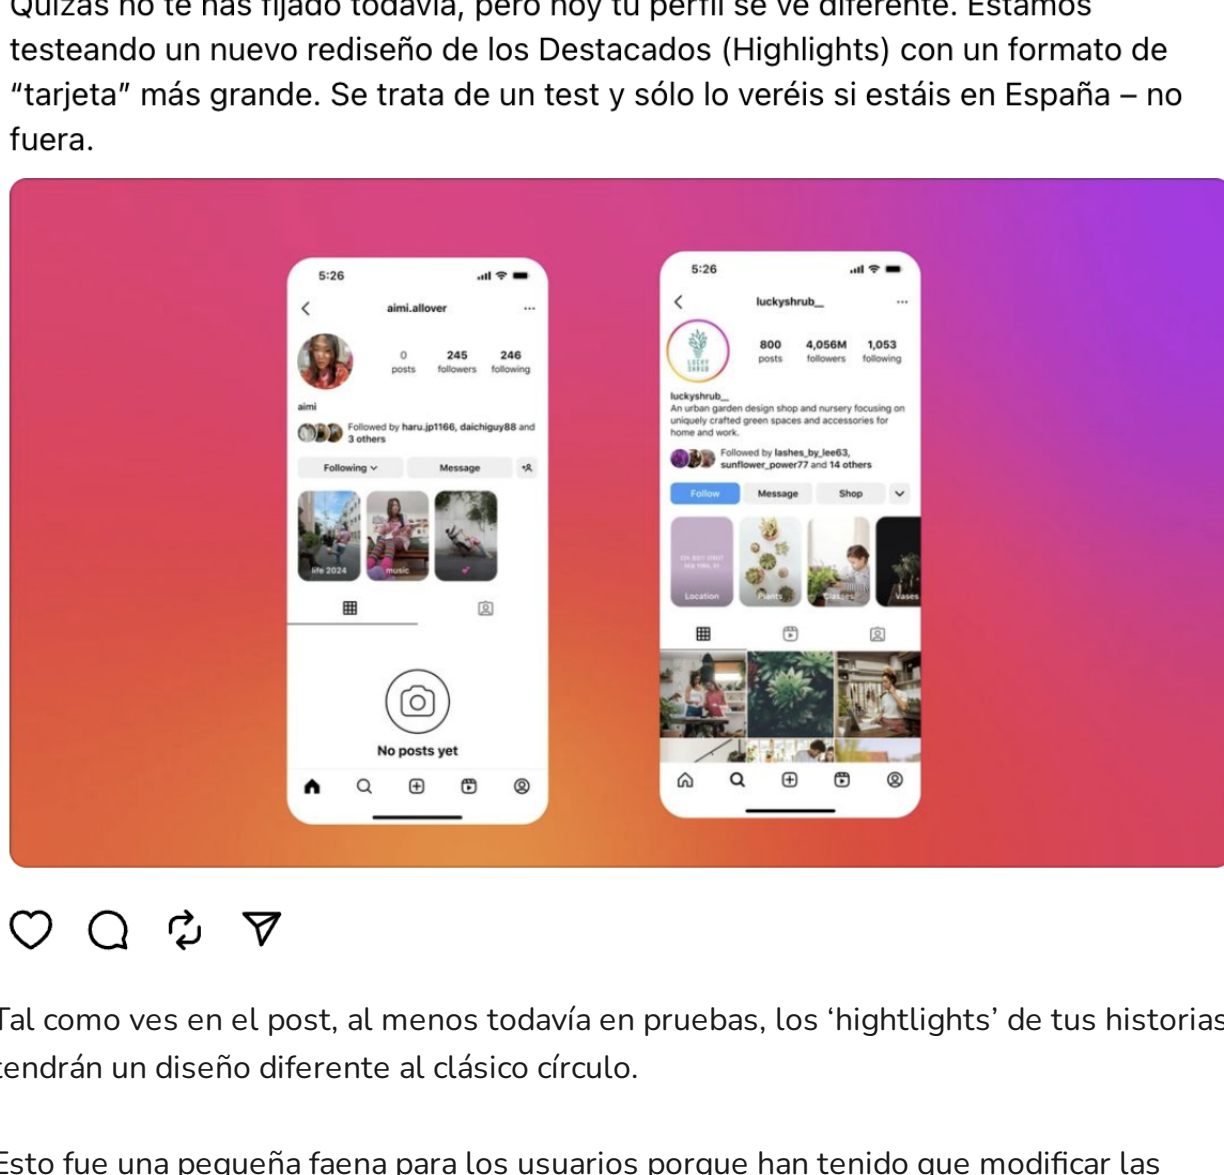 Quizás no te has fijado todavía, pero hoy tu perfil se ve diferente. Estamos
testeando un nuevo rediseño de los Destacados (Highlights) con un formato de
“tarjeta” más grande. Se trata de un test y sólo lo veréis si estáis en España – no
fuera.
5:26
aimi.allover
0 245 246
posts followers following
aimi
Followed by haru.jp1166, daichiguy88 and
3 others
Following Message
life 2024 music
No posts yet
5:26
luckyshrub_
LUCKY
SHRUB
800 4,056M 1,053
posts followers following
luckyshrub_
An urban garden design shop and nursery focusing on
uniquely crafted green spaces and accessories for
home and work.
Followed by lashes_by_lee63,
sunflower_power77 and 14 others
Follow Message Shop
Location Plants Classes Vases
Tal como ves en el post, al menos todavía en pruebas, los ‘hightlights’ de tus historias
tendrán un diseño diferente al clásico círculo.
Esto fue una pequeña faena para los usuarios porque han tenido que modificar las